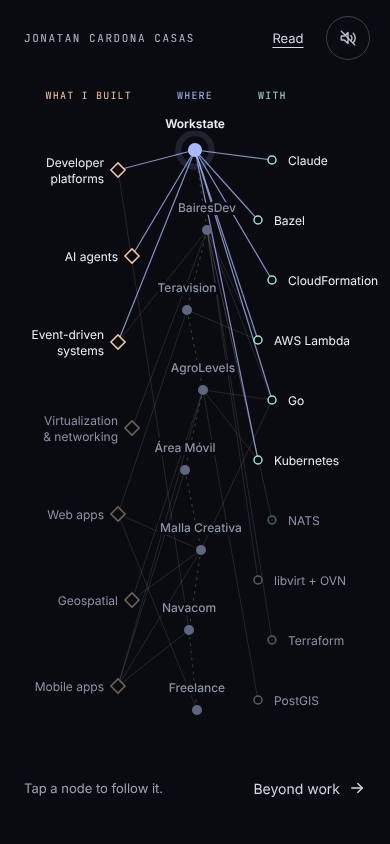 JONATAN CARDONA CASAS
Read
WHAT I BUILT
WHERE
WITH
Workstate
Developer
platforms
Claude
BairesDev
Bazel
AI agents
Teravision
CloudFormation
Event-driven
systems
AWS Lambda
AgroLevels
Go
Virtualization
& networking
Área Móvil
Kubernetes
Web apps
Malla Creativa
NATS
Geospatial
Navacom
libvirt + OVN
Terraform
Mobile apps
Freelance
PostGIS
Tap a node to follow it.
Beyond work